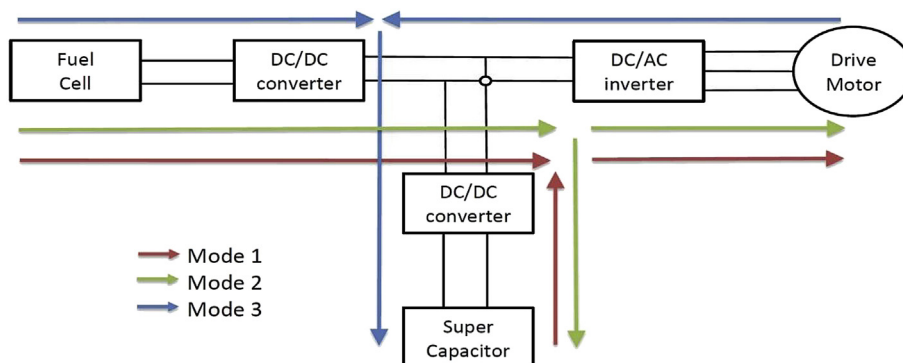 Fuel
Cell
DC/DC
converter
DC/AC
inverter
Drive
Motor
DC/DC
converter
Mode 1
Mode 2
Mode 3
Super
Capacitor